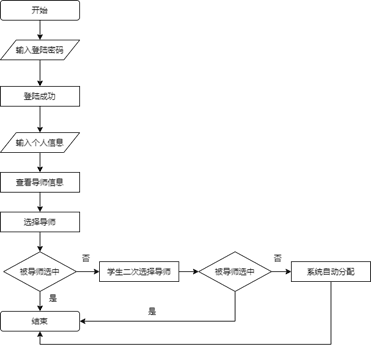 开始
输入登陆密码
登陆成功
输入个人信息
查看导师信息
选择导师
被导师选中
否
学生二次选择导师
被导师选中
否
系统自动分配
是
是
结束